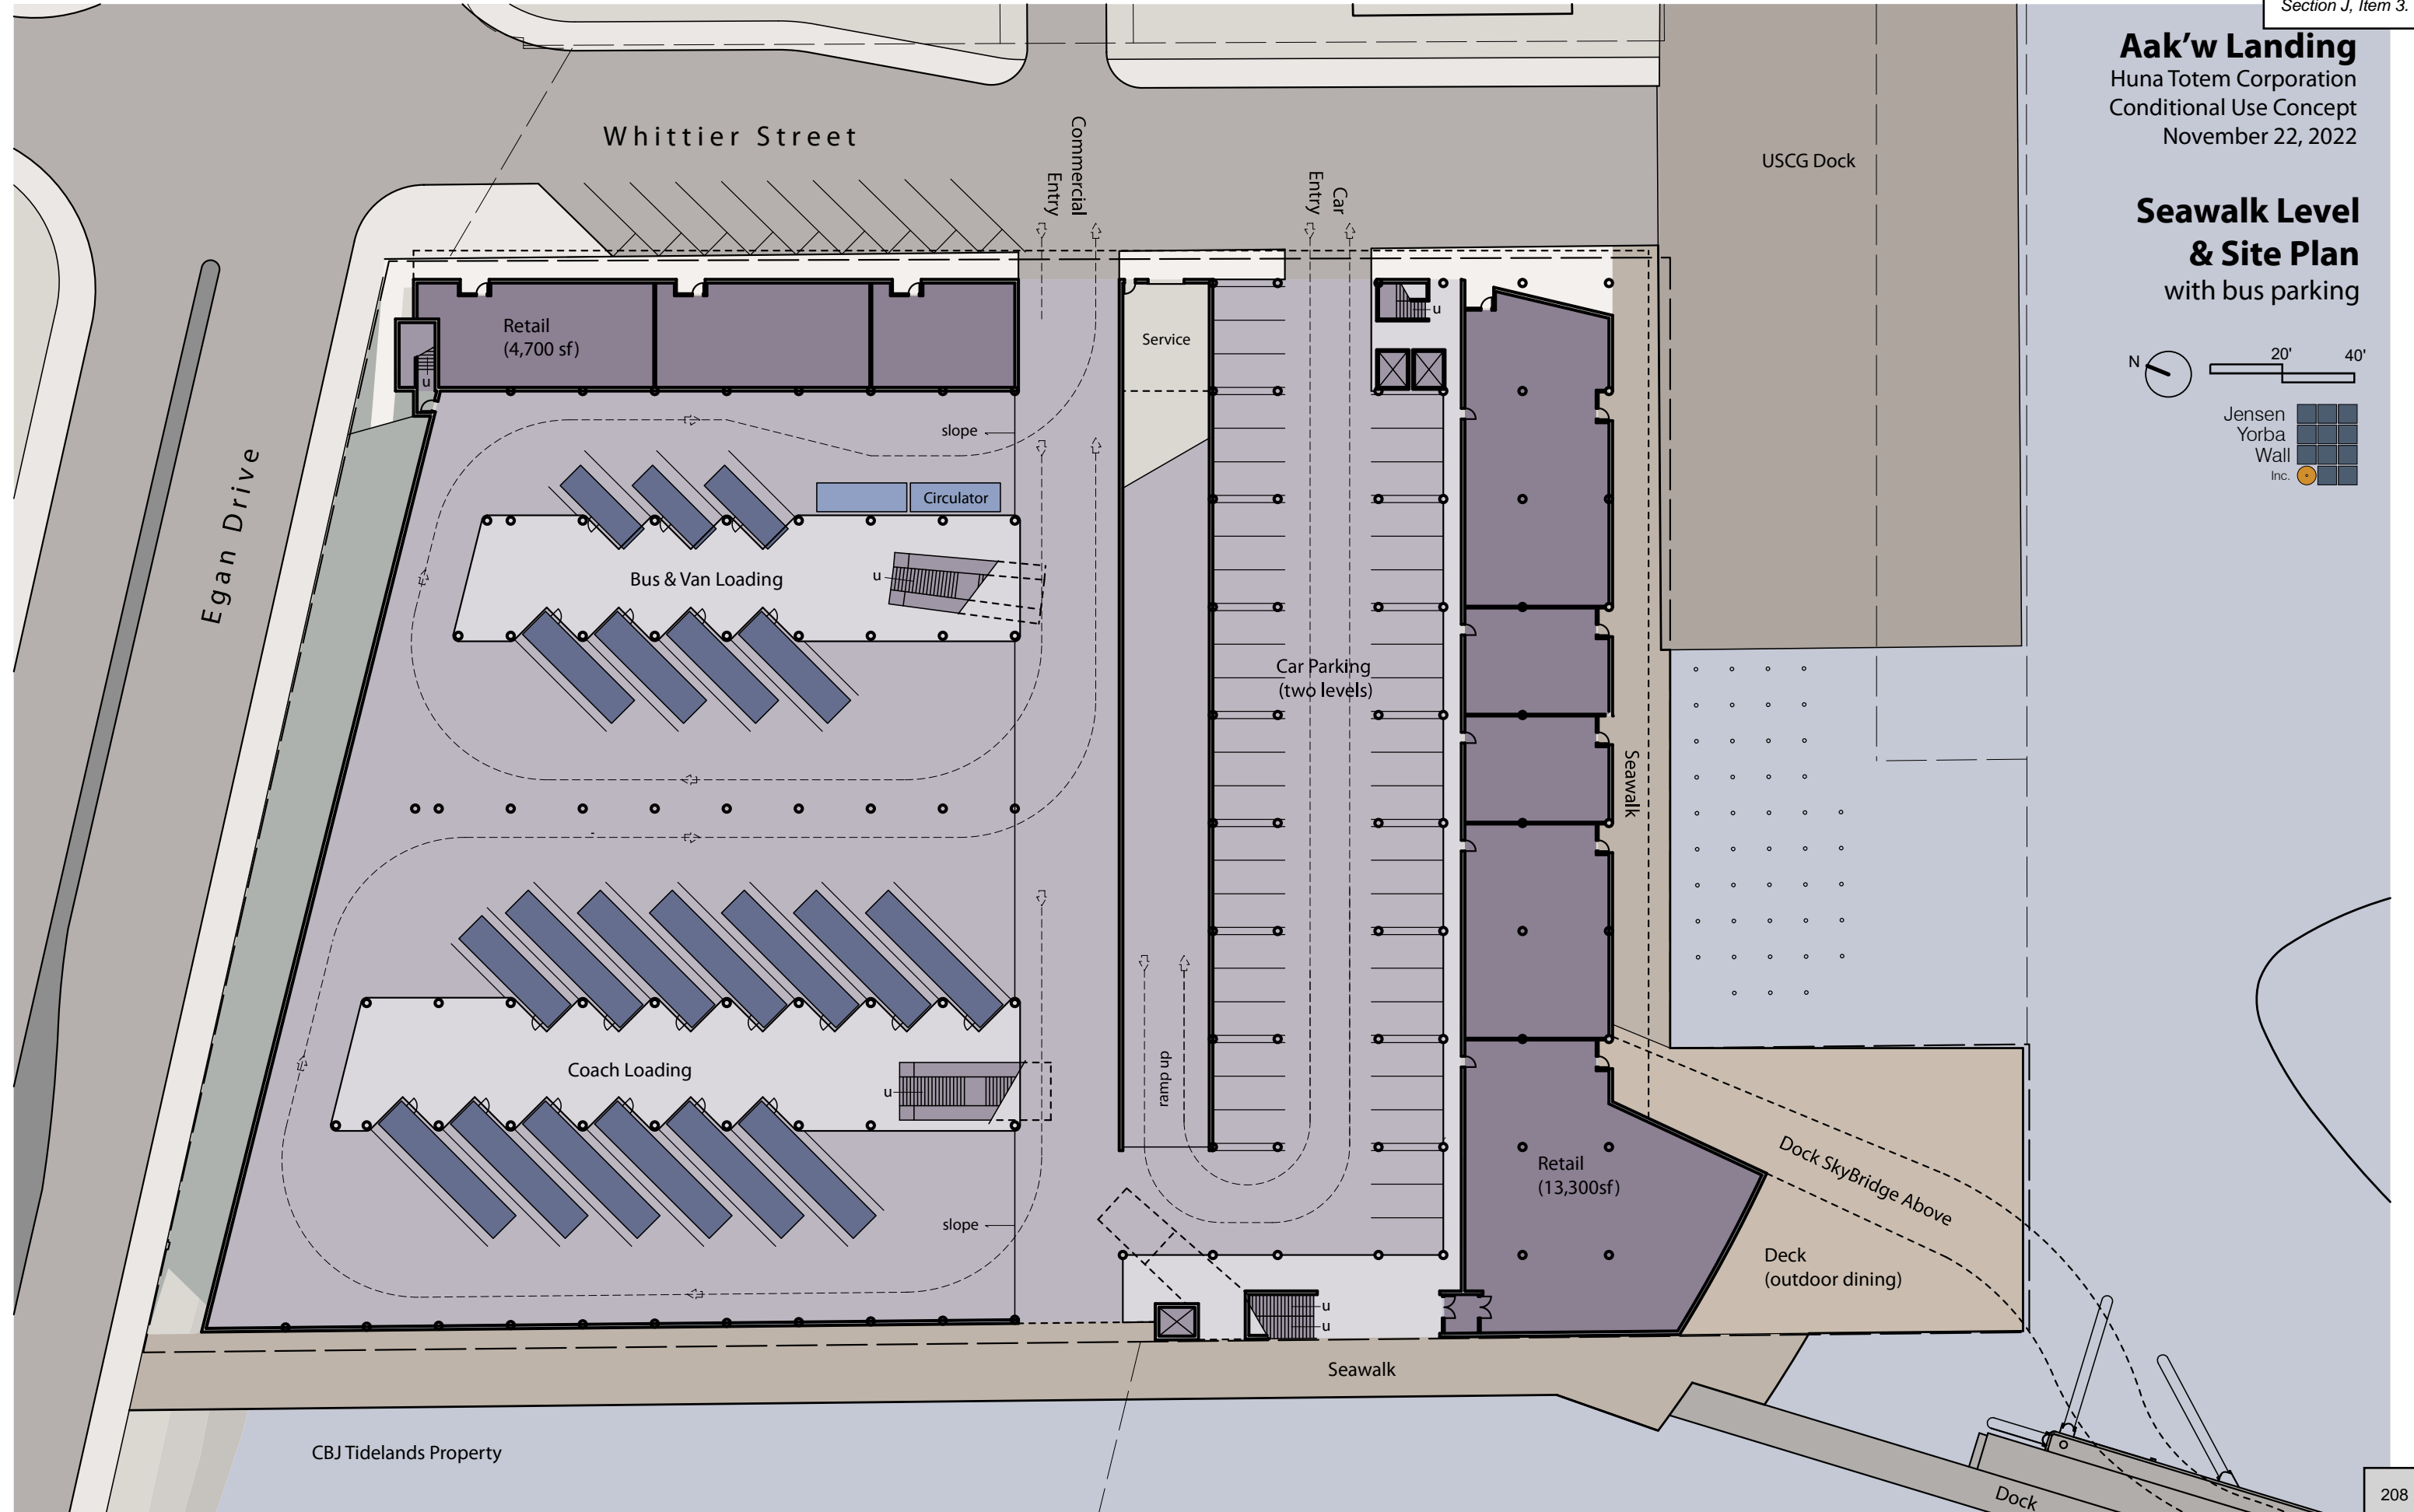 Section J, Item 3.
Aak’w Landing
Huna Totem Corporation
Conditional Use Concept
November 22, 2022
Seawalk Level
& Site Plan
with bus parking
N
20'
40'
Jensen
Yorba
Wall
Inc.
Whittier Street
Commercial
Entry
Car
Entry
USCG Dock
Egan Drive
Retail
(4,700 sf)
u
Service
u
slope
Circulator
Bus & Van Loading
u
Car Parking
(two levels)
Seawalk
Coach Loading
u
ramp up
slope
Retail
(13,300sf)
Dock SkyBridge Above
Deck
(outdoor dining)
u
u
Seawalk
CBJ Tidelands Property
Dock
208